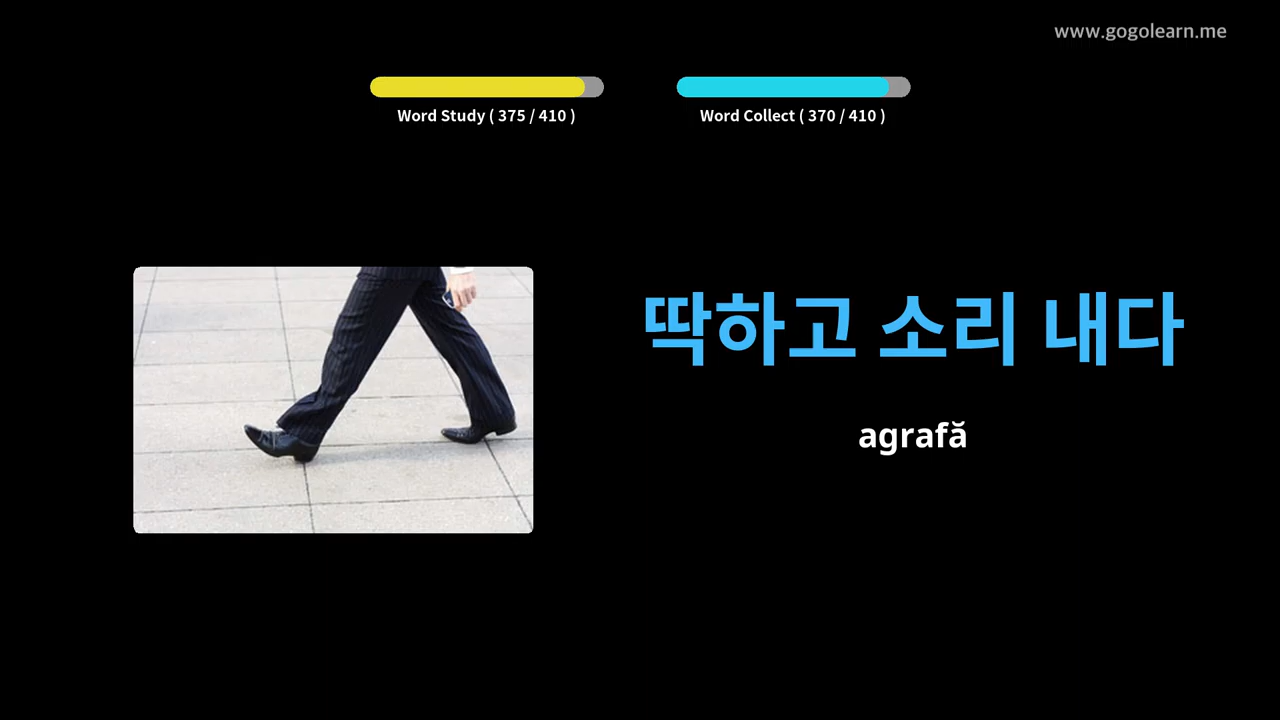 www.gogolearn.me
Word Study ( 375 / 410 )
Word Collect ( 370 / 410 )
딱하고 소리 내다
agrafă